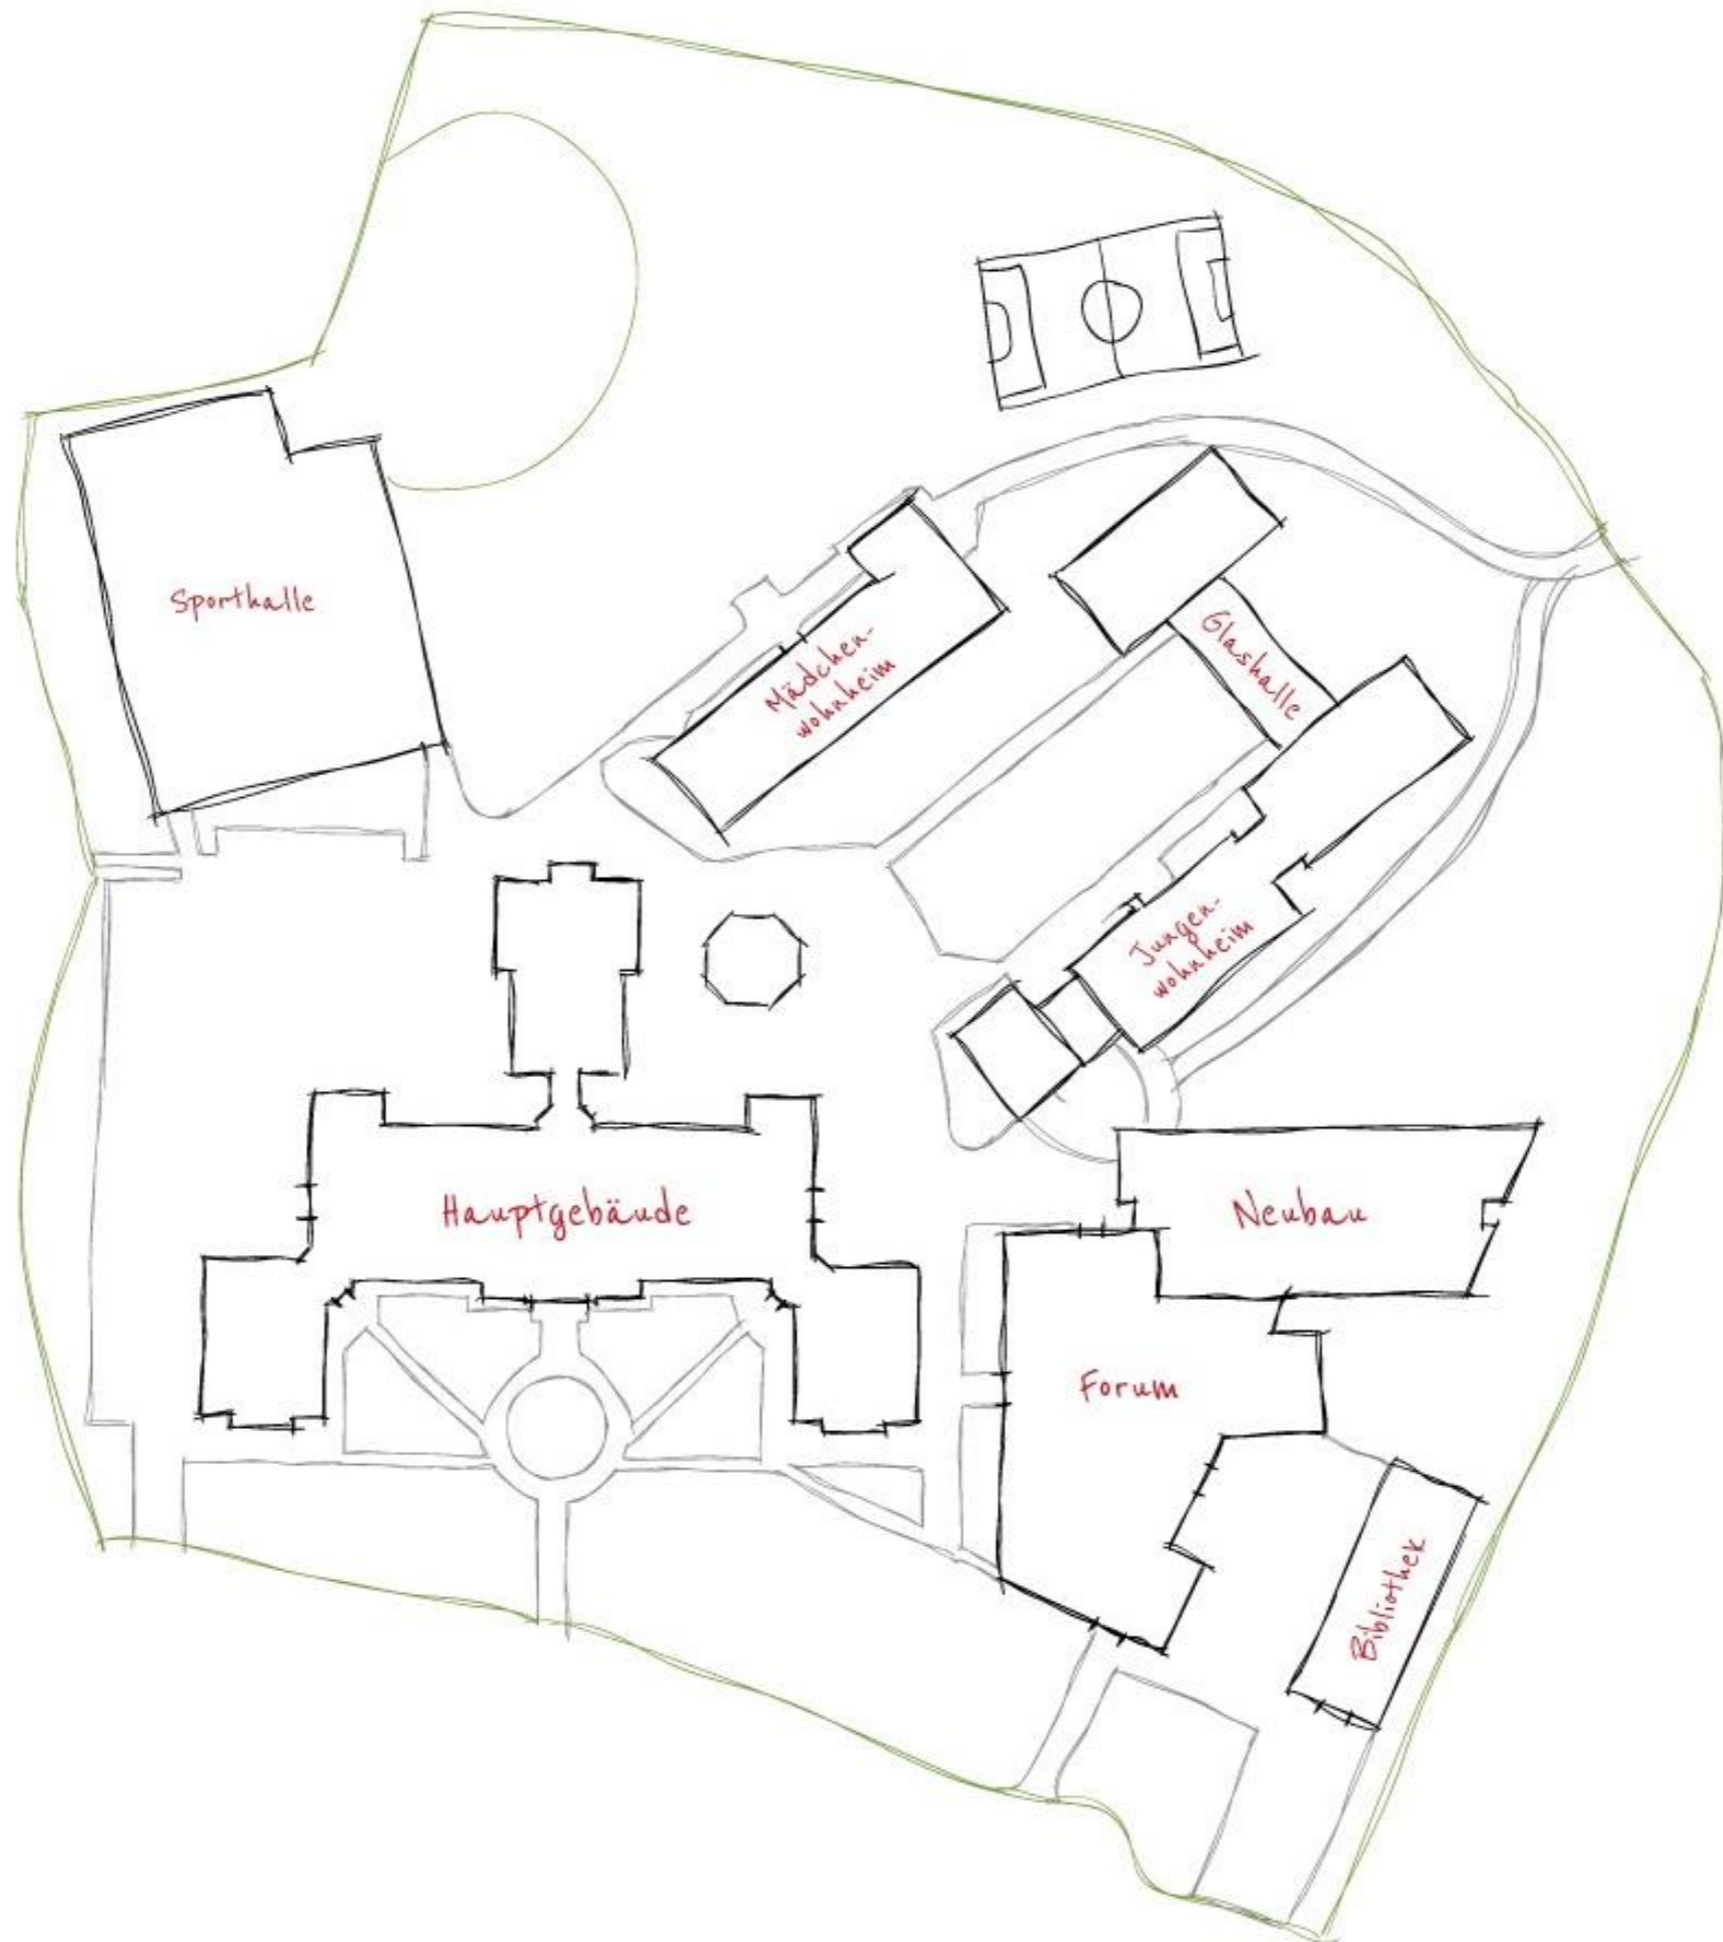 Sporthalle
Mädchen-
wohnheim
Glashalle
Jungen-
wohnheim
Hauptgebäude
Neubau
Forum
Bibliothek